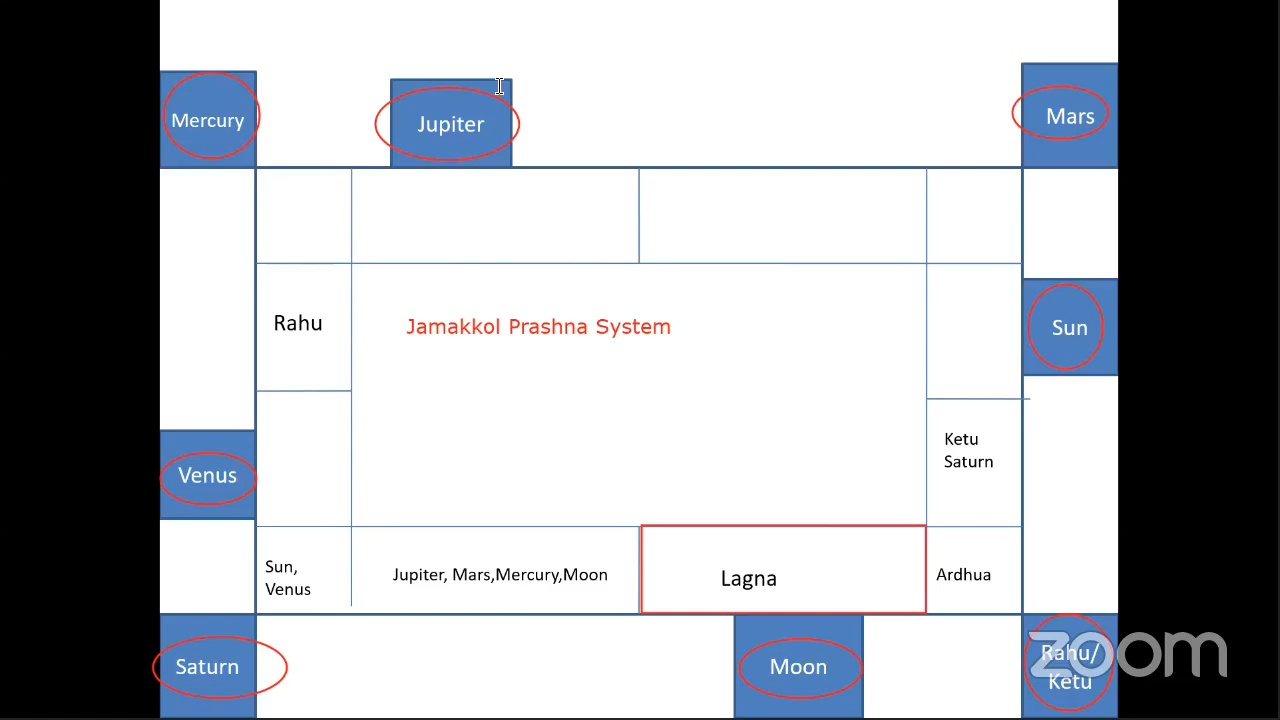 Mercury
Jupiter
Mars
Rahu
Jamakkol Prashna System
Sun
Ketu
Saturn
Venus
Sun,
Venus
Jupiter, Mars,Mercury,Moon
Lagna
Ardhua
Saturn
Moon
Rahu/
Ketu
zoom